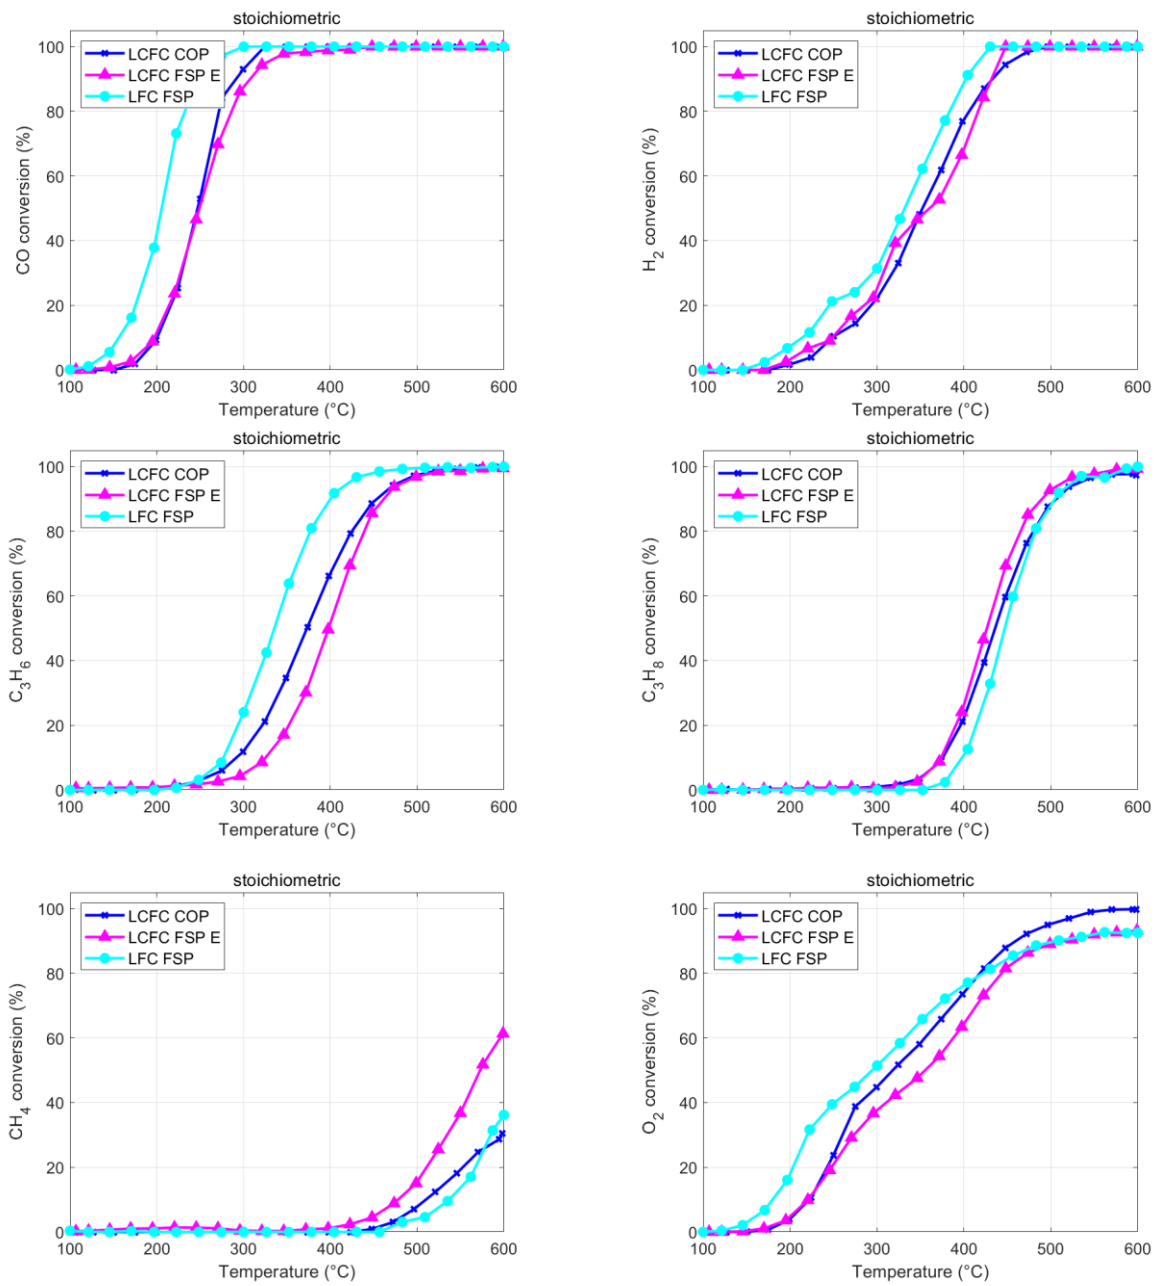 stoichiometric
CO conversion (%)
100
80
60
40
20
0
LCFC COP
LCFC FSP E
LFC FSP
100 200 300 400 500 600
Temperature (°C)
stoichiometric
H2 conversion (%)
100
80
60
40
20
0
LCFC COP
LCFC FSP E
LFC FSP
100 200 300 400 500 600
Temperature (°C)
stoichiometric
C3H6 conversion (%)
100
80
60
40
20
0
LCFC COP
LCFC FSP E
LFC FSP
100 200 300 400 500 600
Temperature (°C)
stoichiometric
C3H8 conversion (%)
100
80
60
40
20
0
LCFC COP
LCFC FSP E
LFC FSP
100 200 300 400 500 600
Temperature (°C)
stoichiometric
CH4 conversion (%)
100
80
60
40
20
0
LCFC COP
LCFC FSP E
LFC FSP
100 200 300 400 500 600
Temperature (°C)
stoichiometric
O2 conversion (%)
100
80
60
40
20
0
LCFC COP
LCFC FSP E
LFC FSP
100 200 300 400 500 600
Temperature (°C)